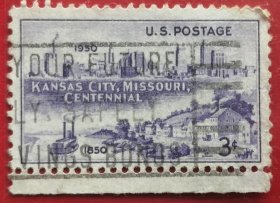 U.S. POSTAGE
1950
YOUR FUTURE
KANSAS CITY, MISSOURI,
CENTENNIAL
1850
3¢
VINGS BONDS